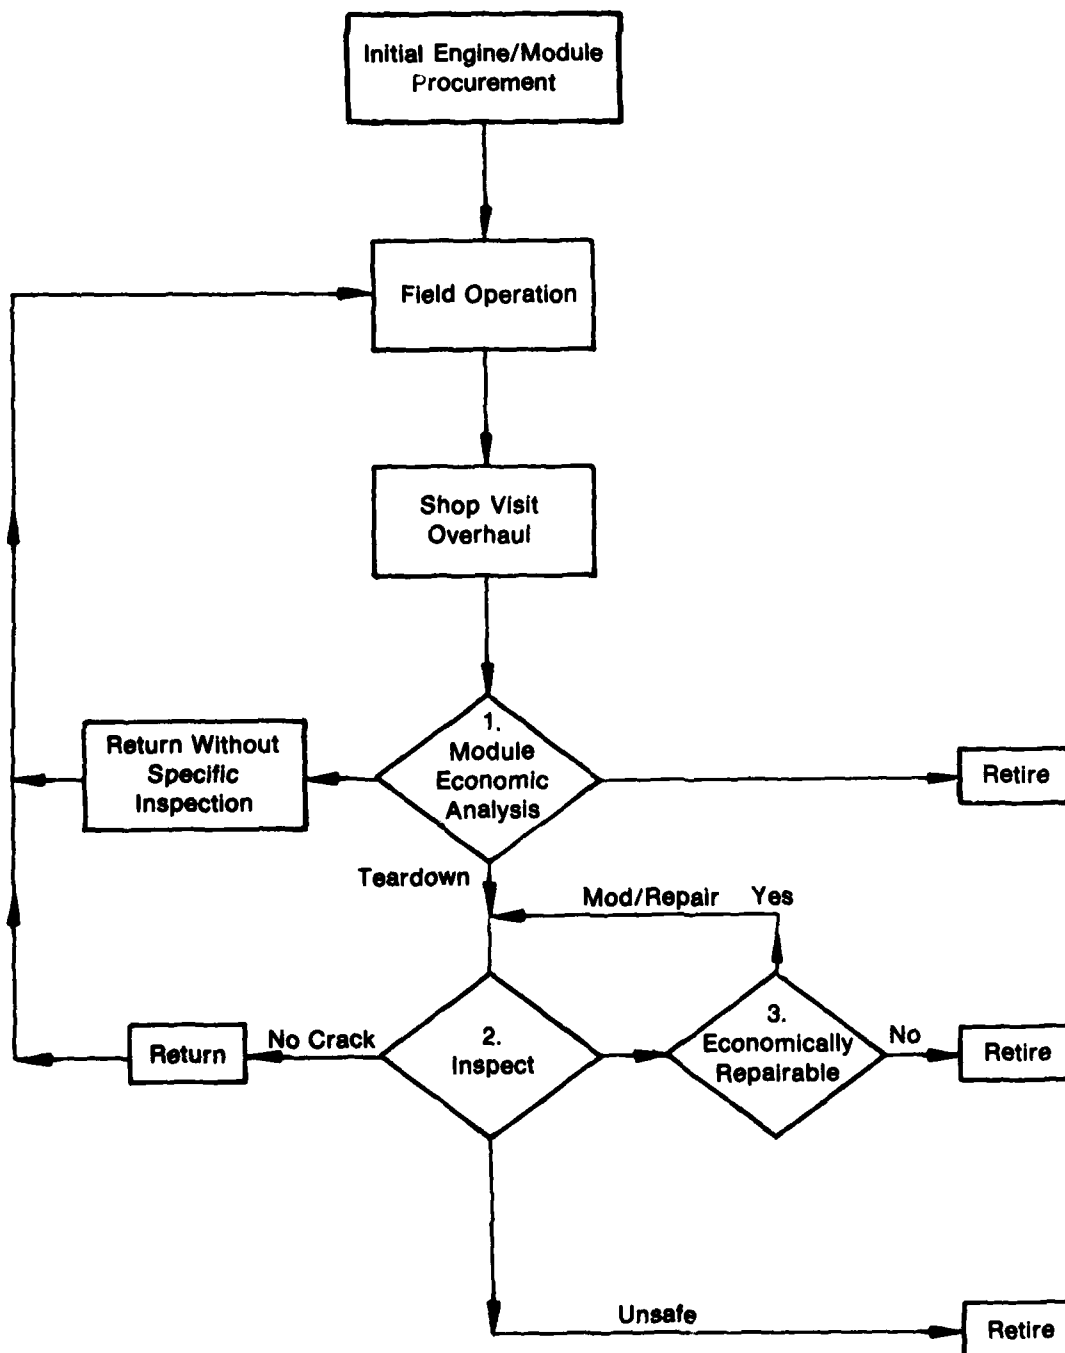 Initial Engine/Module
Procurement
Field Operation
Shop Visit
Overhaul
1.
Module
Economic
Analysis
Return Without
Specific
Inspection
Retire
Teardown
Mod/Repair Yes
2.
Inspect
No Crack
Return
3.
Economically
Repairable
No
Retire
Unsafe
Retire